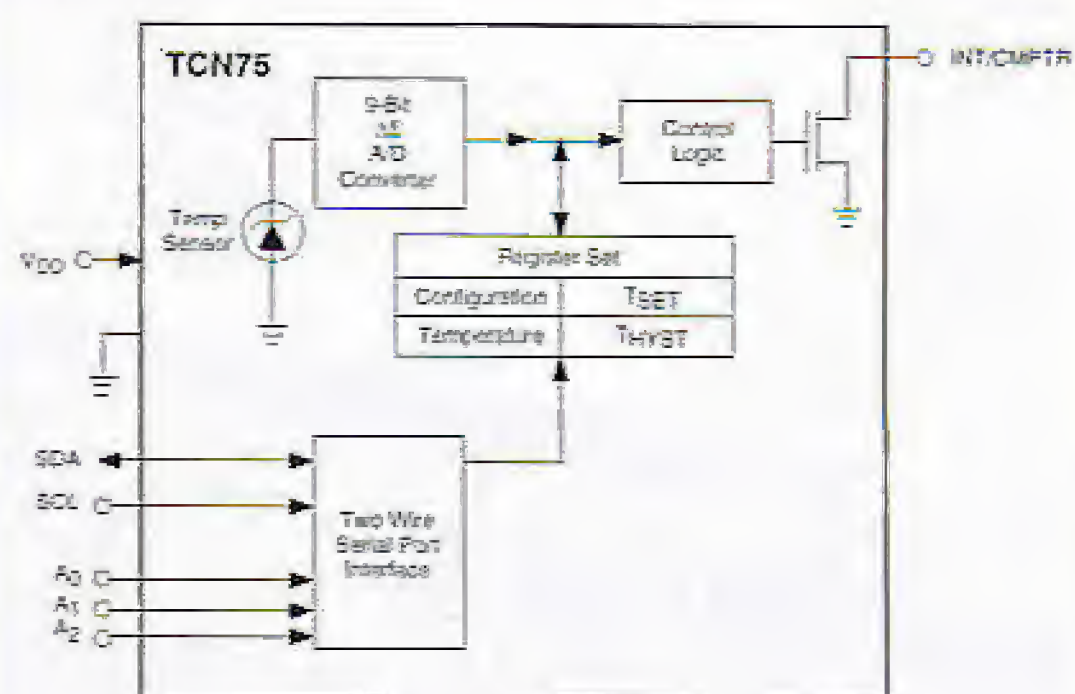 TCN75
INT/CMPTR
9-Bit
ΔΣ
A/D
Converter
Control
Logic
Temp
Sensor
VDD
Register Set
Configuration
TSET
Temperature
THYST
SDA
SCL
Two Wire
Serial Port
Interface
A0
A1
A2